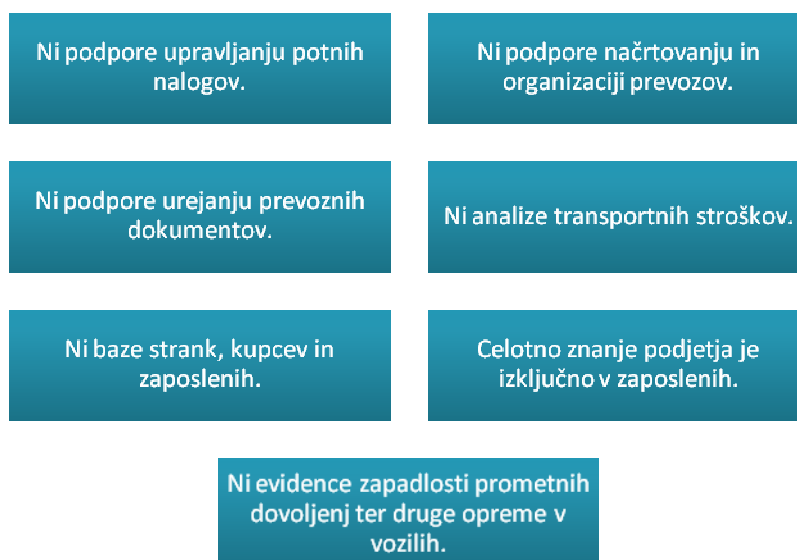 Ni podpore upravljanju potnih
nalogov.
Ni podpore načrtovanju in
organizaciji prevozov.
Ni podpore urejanju prevoznih
dokumentov.
Ni analize transportnih stroškov.
Ni baze strank, kupcev in
zaposlenih.
Celotno znanje podjetja je
izključno v zaposlenih.
Ni evidence zapadlosti prometnih
dovoljenj ter druge opreme v
vozilih.